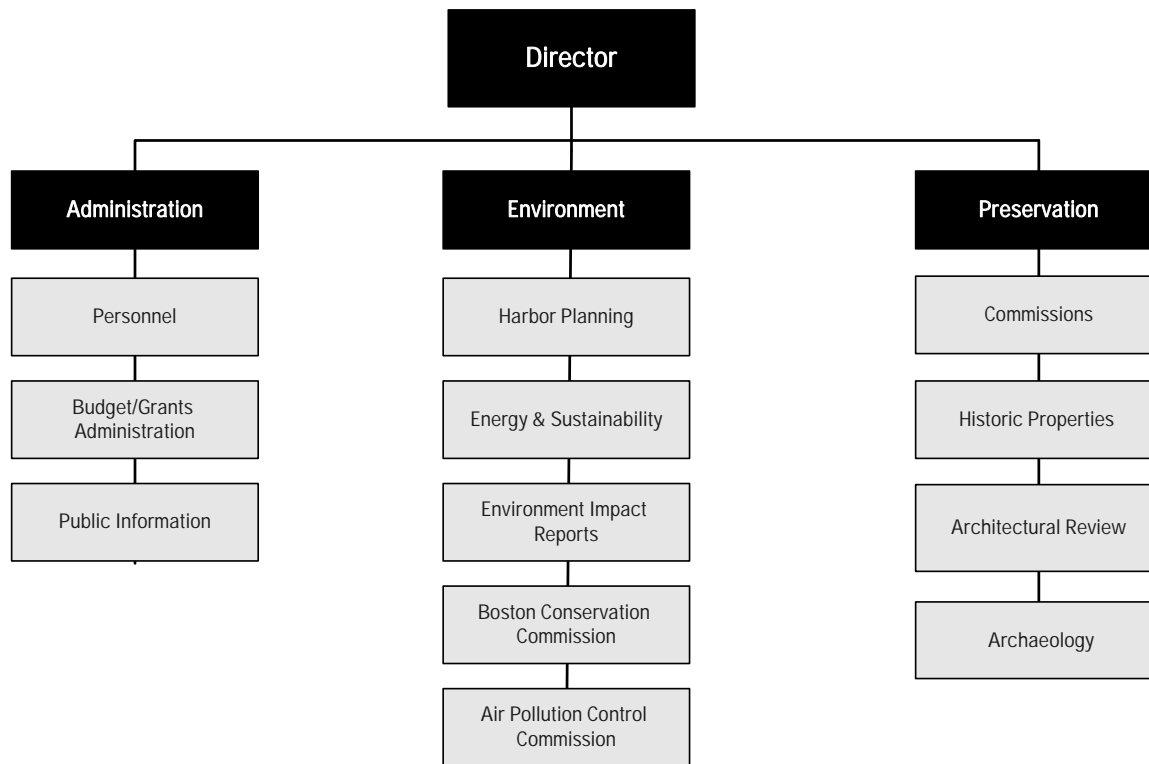 Director
Administration
Environment
Preservation
Personnel
Harbor Planning
Commissions
Budget/Grants
Administration
Energy & Sustainability
Historic Properties
Public Information
Environment Impact
Reports
Architectural Review
Boston Conservation
Commission
Archaeology
Air Pollution Control
Commission